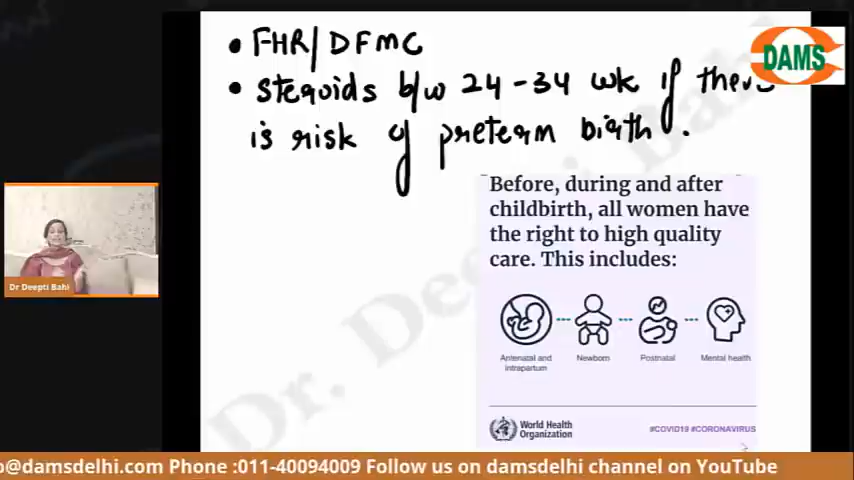 • FHR/DFMC
• steroids b/w 24-34 wk if there
is risk of preterm birth.
DAMS
Before, during and after
childbirth, all women have
the right to high quality
care. This includes:
Antenatal and
intrapartum
Newborn
Postnatal
Mental health
World Health
Organization
#COVID19 #CORONAVIRUS
Dr Deepti Bahl
Dr. Deepti Bahl
o@damsdelhi.com Phone :011-40094009 Follow us on damsdelhi channel on YouTube